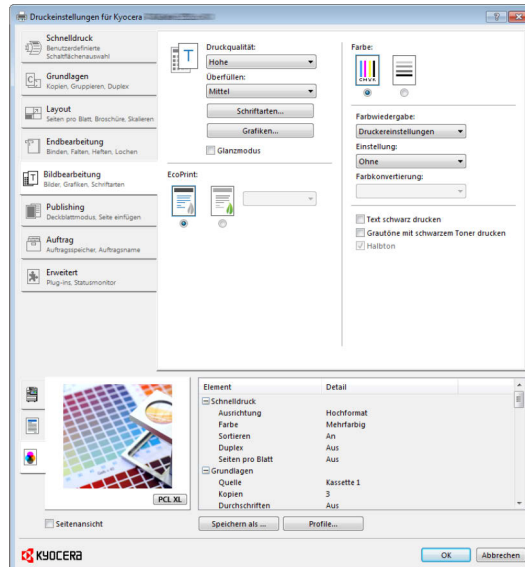 Druckeinstellungen für Kyocera
Schnelldruck
Benutzerdefinierte
Schaltflächenauswahl
Grundlagen
Kopien, Gruppieren, Duplex
Layout
Seiten pro Blatt, Broschüre, Skalieren
Endbearbeitung
Binden, Falten, Heften, Lochen
Bildbearbeitung
Bilder, Grafiken, Schriftarten
Publishing
Deckblattmodus, Seite einfügen
Auftrag
Auftragsspeicher, Auftragsname
Erweitert
Plug-ins, Statusmonitor
Druckqualität:
Hohe
Überfüllen:
Mittel
Schriftarten...
Grafiken...
Glanzmodus
EcoPrint:
Farbe:
CMYK
Farbwiedergabe:
Druckereinstellungen
Einstellung:
Ohne
Farbkonvertierung:
Text schwarz drucken
Grautöne mit schwarzem Toner drucken
Halbton
PCL XL
Seitenansicht
Element Detail
Schnelldruck
Ausrichtung Hochformat
Farbe Mehrfarbig
Sortieren An
Duplex Aus
Seiten pro Blatt Aus
Grundlagen
Quelle Kassette 1
Kopien 3
Durchschriften Aus
Speichern als ... Profile...
KYOCERA
OK Abbrechen